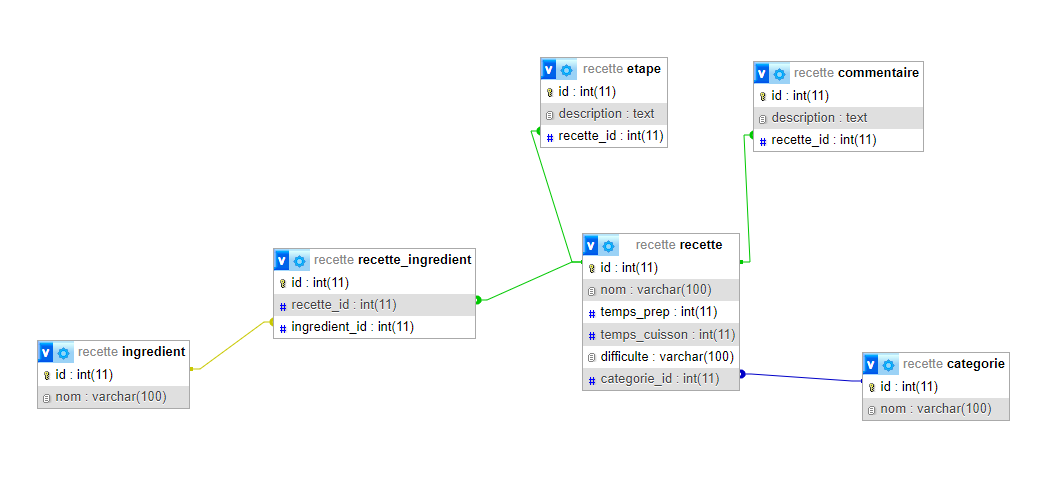 recette etape
id : int(11)
description : text
recette_id : int(11)
recette commentaire
id : int(11)
description : text
recette_id : int(11)
recette recette
id : int(11)
nom : varchar(100)
temps_prep : int(11)
temps_cuisson : int(11)
difficulte : varchar(100)
categorie_id : int(11)
recette recette_ingredient
id : int(11)
recette_id : int(11)
ingredient_id : int(11)
recette ingredient
id : int(11)
nom : varchar(100)
recette categorie
id : int(11)
nom : varchar(100)